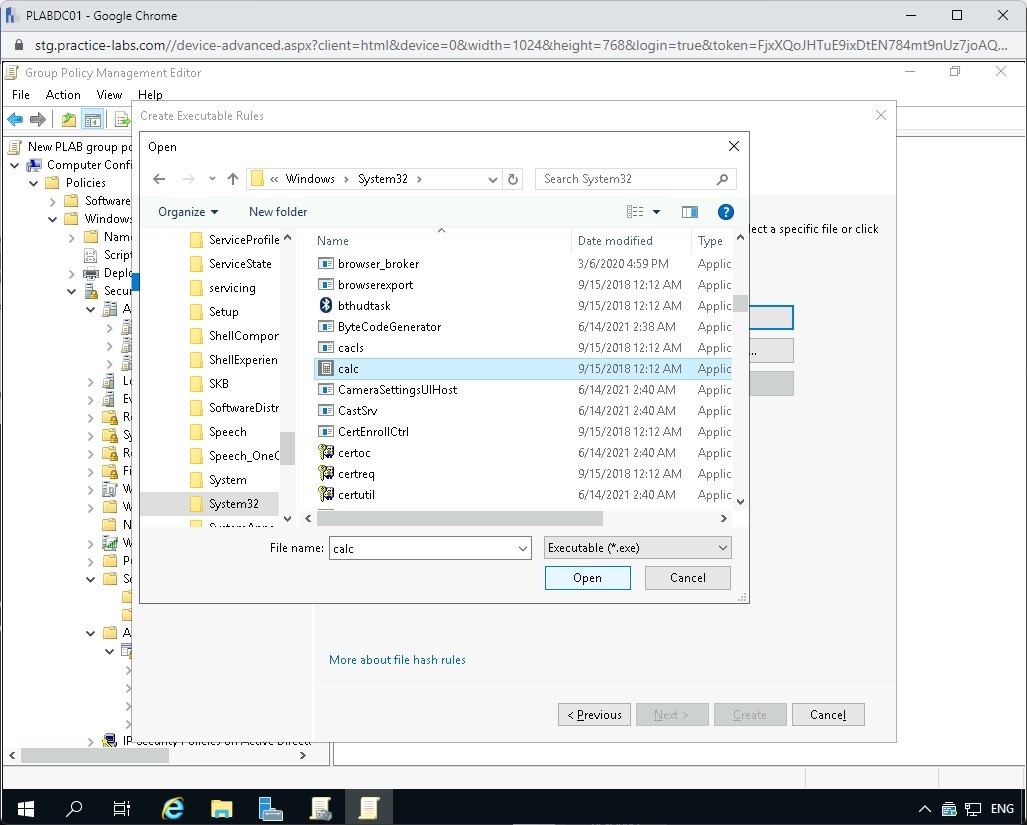 PLABDC01 - Google Chrome
stg.practice-labs.com//device-advanced.aspx?client=html&device=0&width=1024&height=768&login=true&token=FjxXQoJHTuE9ixDtEN784mt9nUz7joAQ...
Group Policy Management Editor
File Action View Help
Create Executable Rules
New PLAB group po
Computer Confi
Policies
Software
Windows
Name
Script
Deplo
Secur
A
L
E
R
Sy
R
Fi
W
W
N
W
P
S
A
IP Security Policies on Active Direct
Open
« Windows > System32 >
Search System32
Organize
New folder
ServiceProfile
ServiceState
servicing
Setup
ShellCompor
ShellExperien
SKB
SoftwareDistr
Speech
Speech_OneC
System
System32
SystemApps
Name Date modified Type
browser_broker 3/6/2020 4:59 PM Applic
browserexport 9/15/2018 12:12 AM Applic
bthudtask 9/15/2018 12:12 AM Applic
ByteCodeGenerator 6/14/2021 2:38 AM Applic
cacls 9/15/2018 12:12 AM Applic
calc 9/15/2018 12:12 AM Applic
CameraSettingsUIHost 6/14/2021 2:40 AM Applic
CastSrv 6/14/2021 2:40 AM Applic
CertEnrollCtrl 9/15/2018 12:12 AM Applic
certoc 6/14/2021 2:40 AM Applic
certreq 9/15/2018 12:12 AM Applic
certutil 6/14/2021 2:40 AM Applic
File name: calc Executable (*.exe)
Open Cancel
ect a specific file or click
...
More about file hash rules
< Previous Next > Create Cancel
ENG